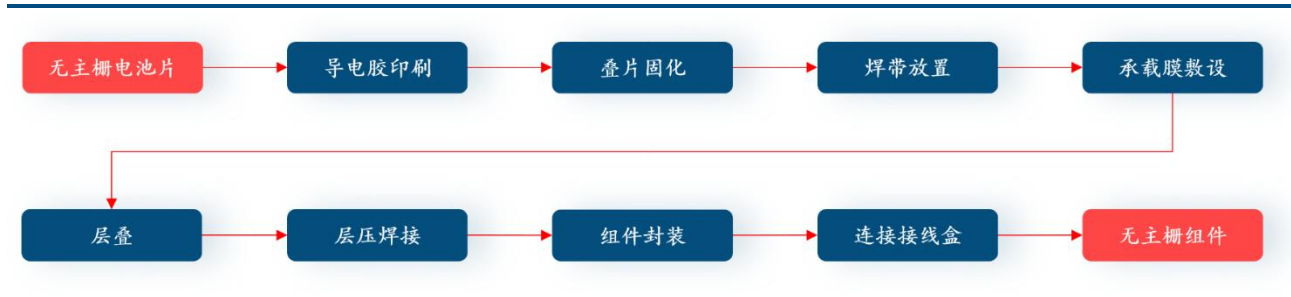 无主栅电池片
导电胶印刷
叠片固化
焊带放置
承载膜敷设
层叠
层压焊接
组件封装
连接接线盒
无主栅组件